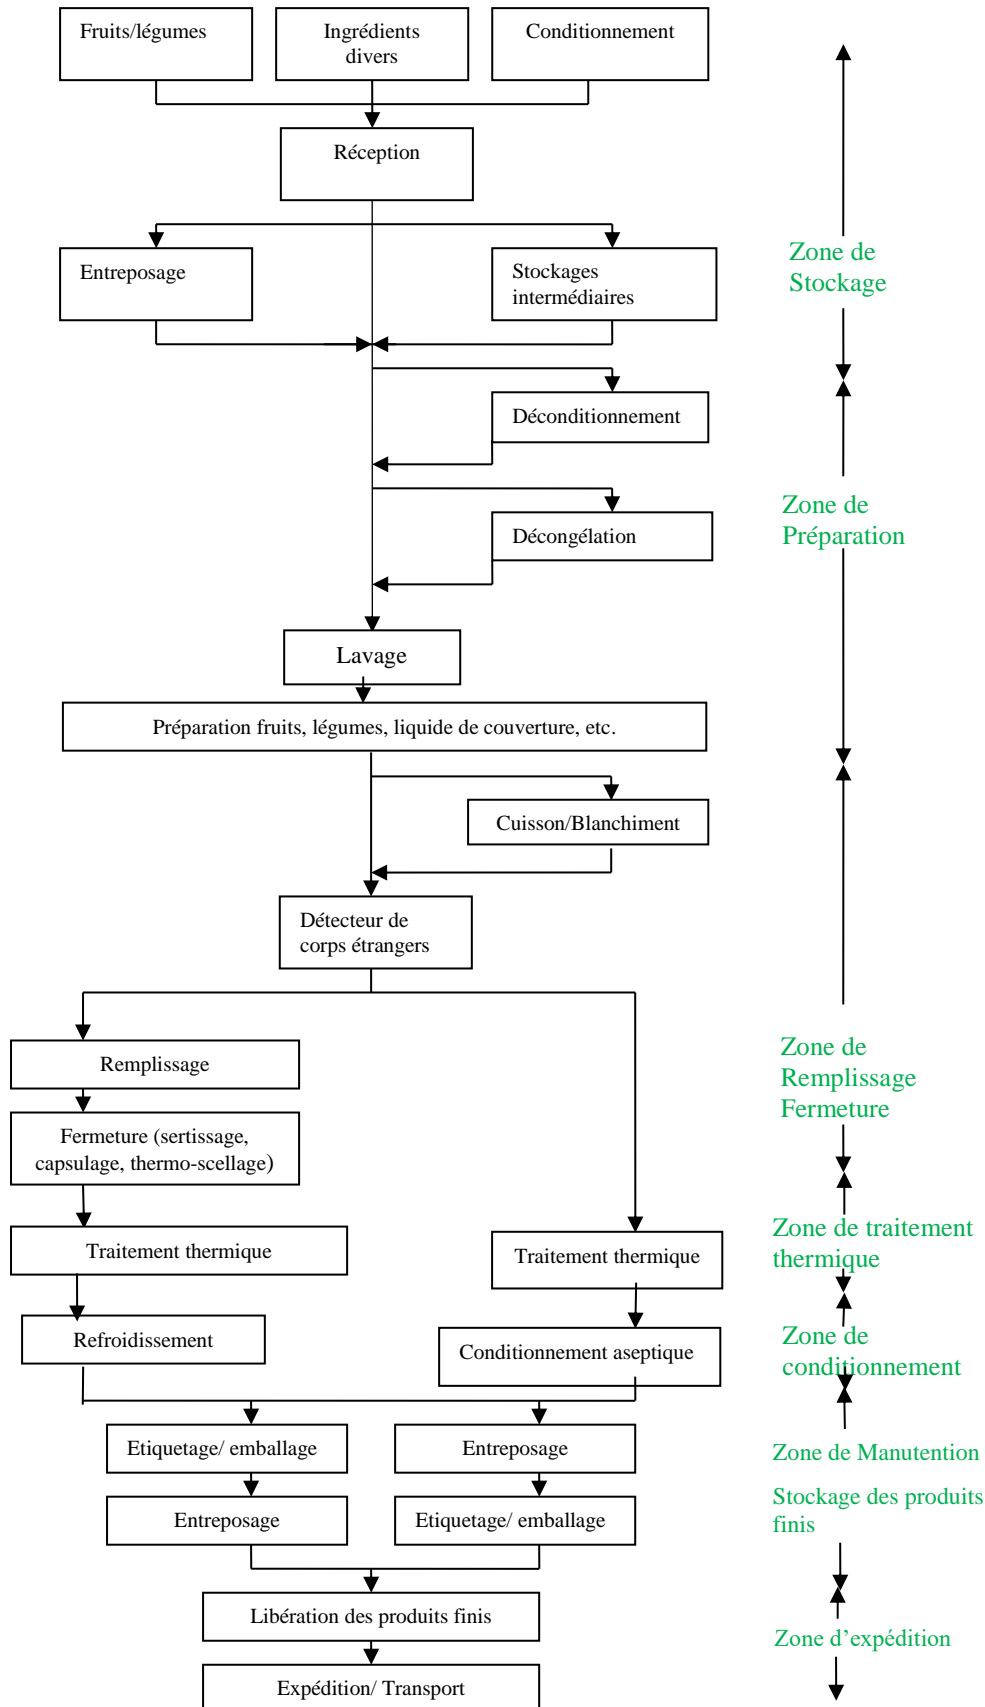 Fruits/légumes
Ingrédients
divers
Conditionnement
Réception
Entreposage
Stockages
intermédiaires
Zone de
Stockage
Déconditionnement
Zone de
Préparation
Décongélation
Lavage
Préparation fruits, légumes, liquide de couverture, etc.
Cuisson/Blanchiment
Détecteur de
corps étrangers
Remplissage
Zone de
Remplissage
Fermeture
Fermeture (sertissage,
capsulage, thermo-scellage)
Traitement thermique
Traitement thermique
Zone de traitement
thermique
Refroidissement
Conditionnement aseptique
Zone de
conditionnement
Etiquetage/ emballage
Entreposage
Zone de Manutention
Entreposage
Etiquetage/ emballage
Stockage des produits
finis
Libération des produits finis
Zone d'expédition
Expédition/ Transport